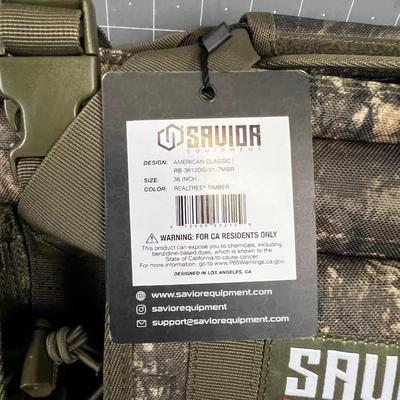 SAVIOR
EQUIPMENT
DESIGN: AMERICAN CLASSIC |
RB-3612DG-V1-TMBR
SIZE: 36 INCH
COLOR: REALTREE® TIMBER
WARNING: FOR CA RESIDENTS ONLY
This product can expose you to chemicals, including
benzidine-based dyes, which is known to the
State of California to cause cancer.
For more information, go to www.P65Warnings.ca.gov.
DESIGNED IN LOS ANGELES, CA
www.saviorequipment.com
saviorequipment
support@saviorequipment.com
SAV